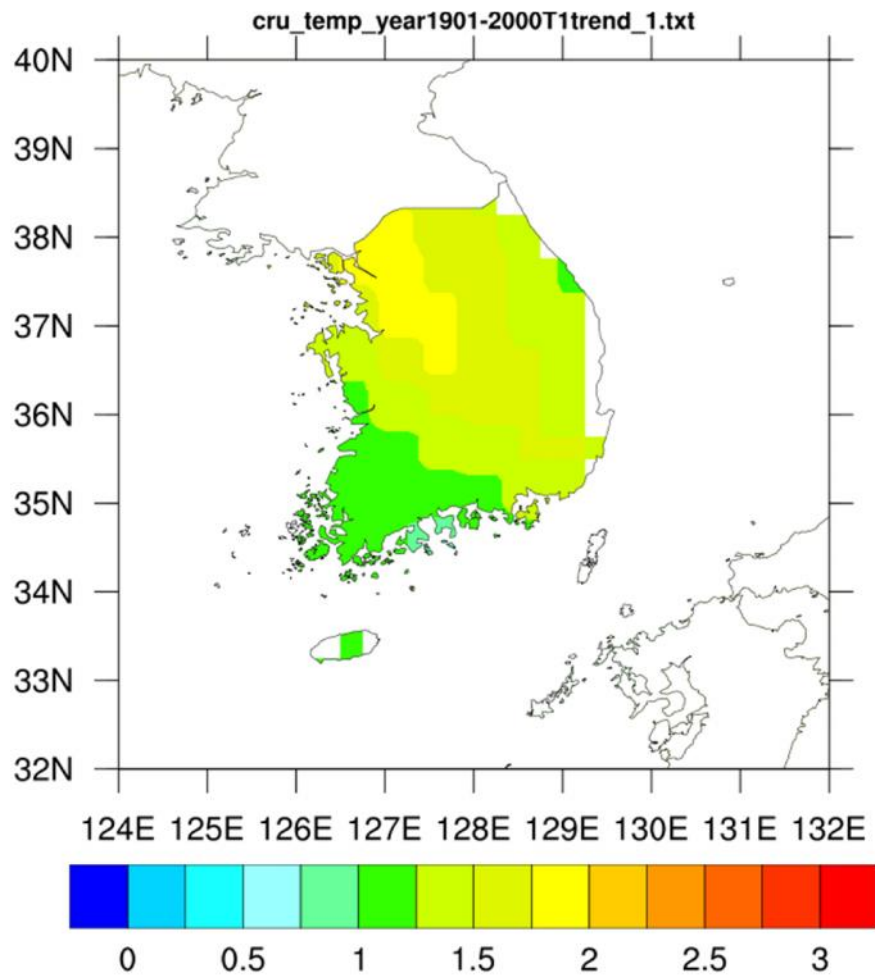 cru_temp_year1901-2000T1trend_1.txt
40N
39N
38N
37N
36N
35N
34N
33N
32N
124E 125E 126E 127E 128E 129E 130E 131E 132E
0 0.5 1 1.5 2 2.5 3